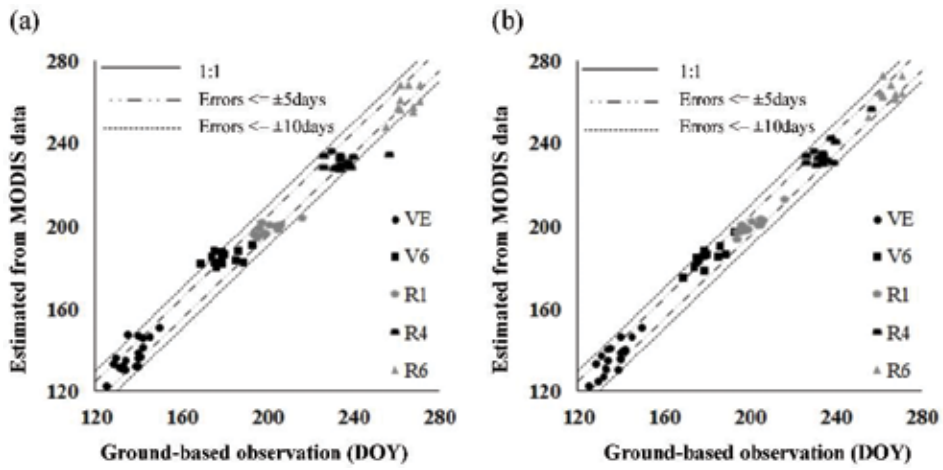 (a)
(b)
Estimated from MODIS data
280
240
200
160
120
1:1
Errors <= ±5days
Errors <= ±10days
VE
V6
R1
R4
R6
120 160 200 240 280
Ground-based observation (DOY)
Estimated from MODIS data
280
240
200
160
120
1:1
Errors <= ±5days
Errors <= ±10days
VE
V6
R1
R4
R6
120 160 200 240 280
Ground-based observation (DOY)